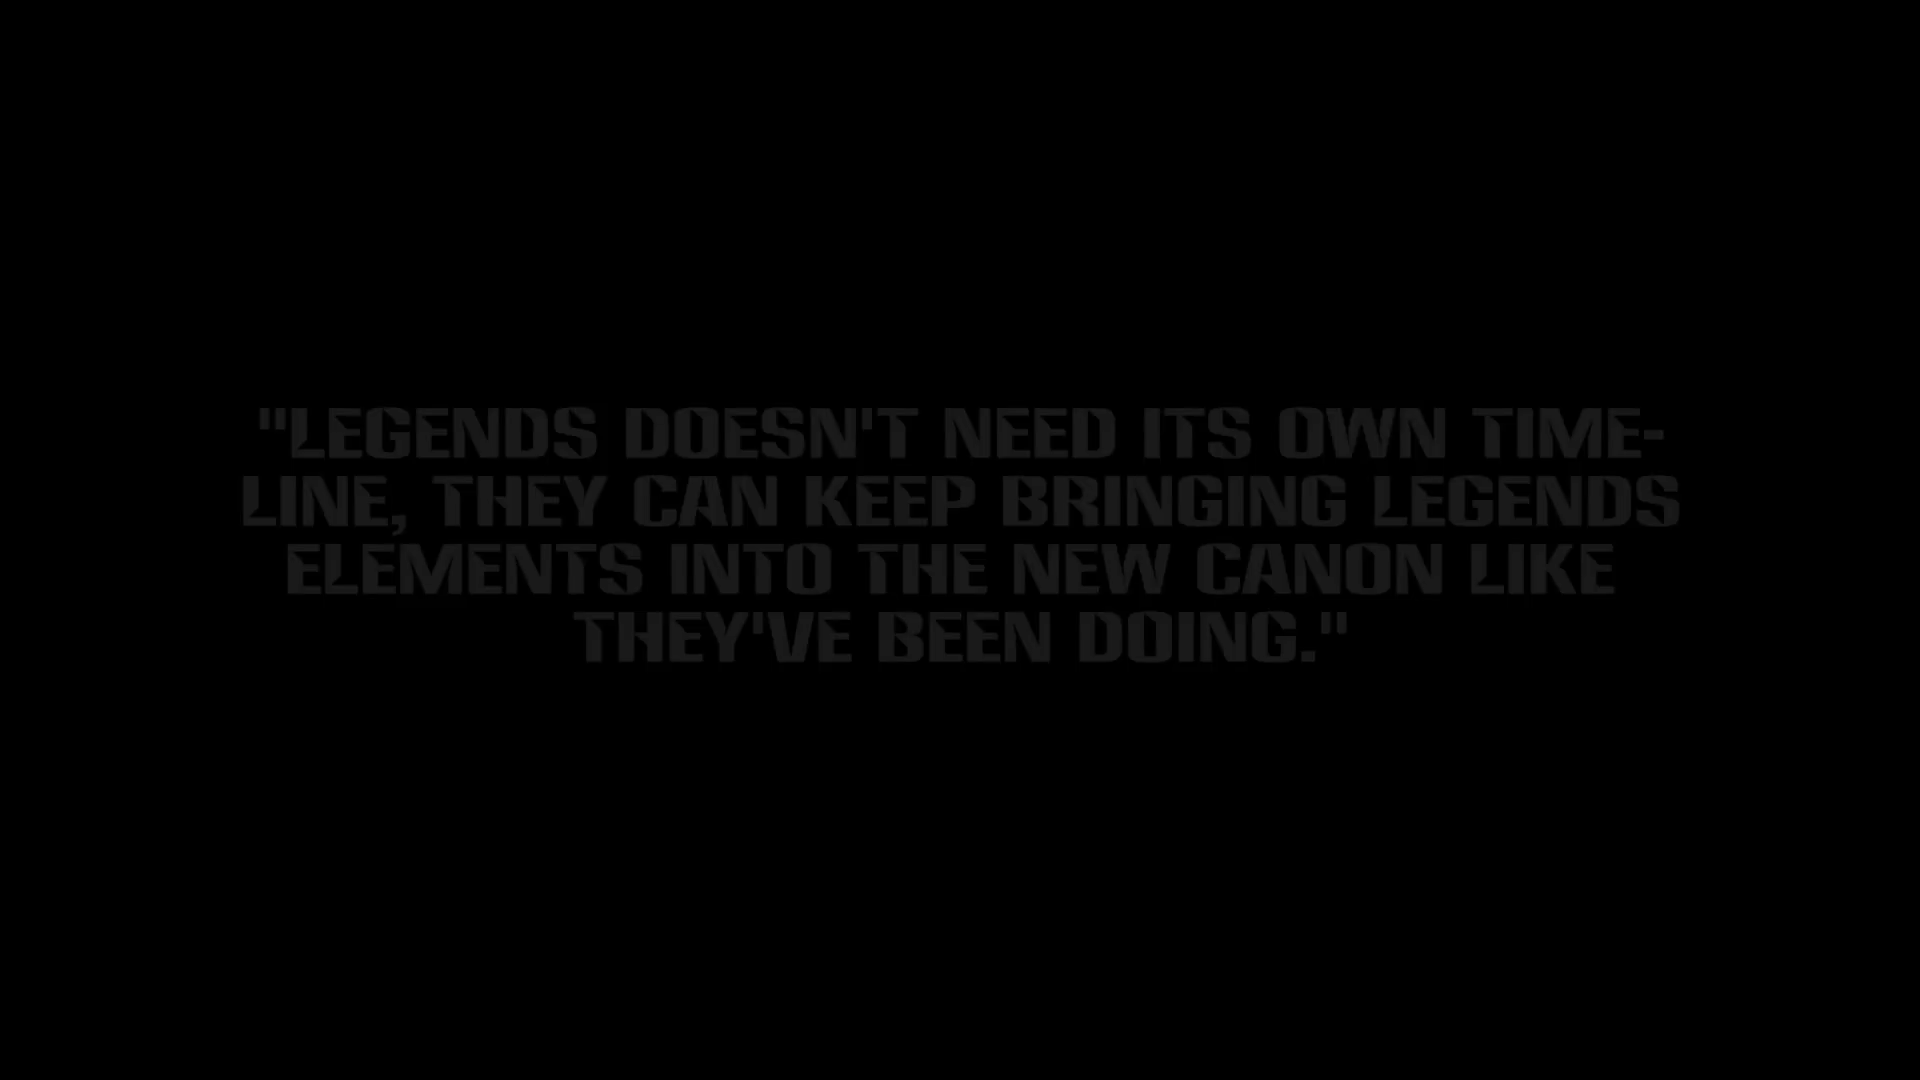 "LEGENDS DOESN'T NEED ITS OWN TIME-
LINE, THEY CAN KEEP BRINGING LEGENDS
ELEMENTS INTO THE NEW CANON LIKE
THEY'VE BEEN DOING."